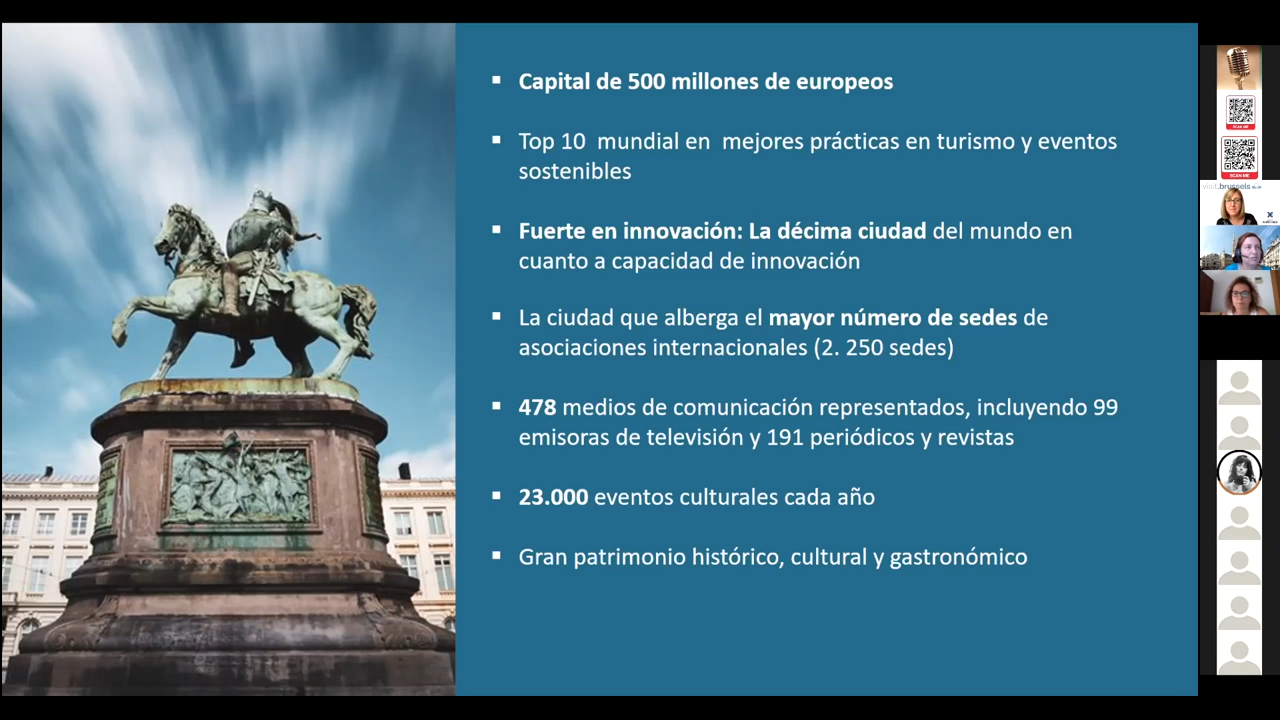 Capital de 500 millones de europeos
Top 10 mundial en mejores prácticas en turismo y eventos
sostenibles
Fuerte en innovación: La décima ciudad del mundo en
cuanto a capacidad de innovación
La ciudad que alberga el mayor número de sedes de
asociaciones internacionales (2. 250 sedes)
478 medios de comunicación representados, incluyendo 99
emisoras de televisión y 191 periódicos y revistas
23.000 eventos culturales cada año
Gran patrimonio histórico, cultural y gastronómico
SCAN ME
SCAN ME
visit.brussels